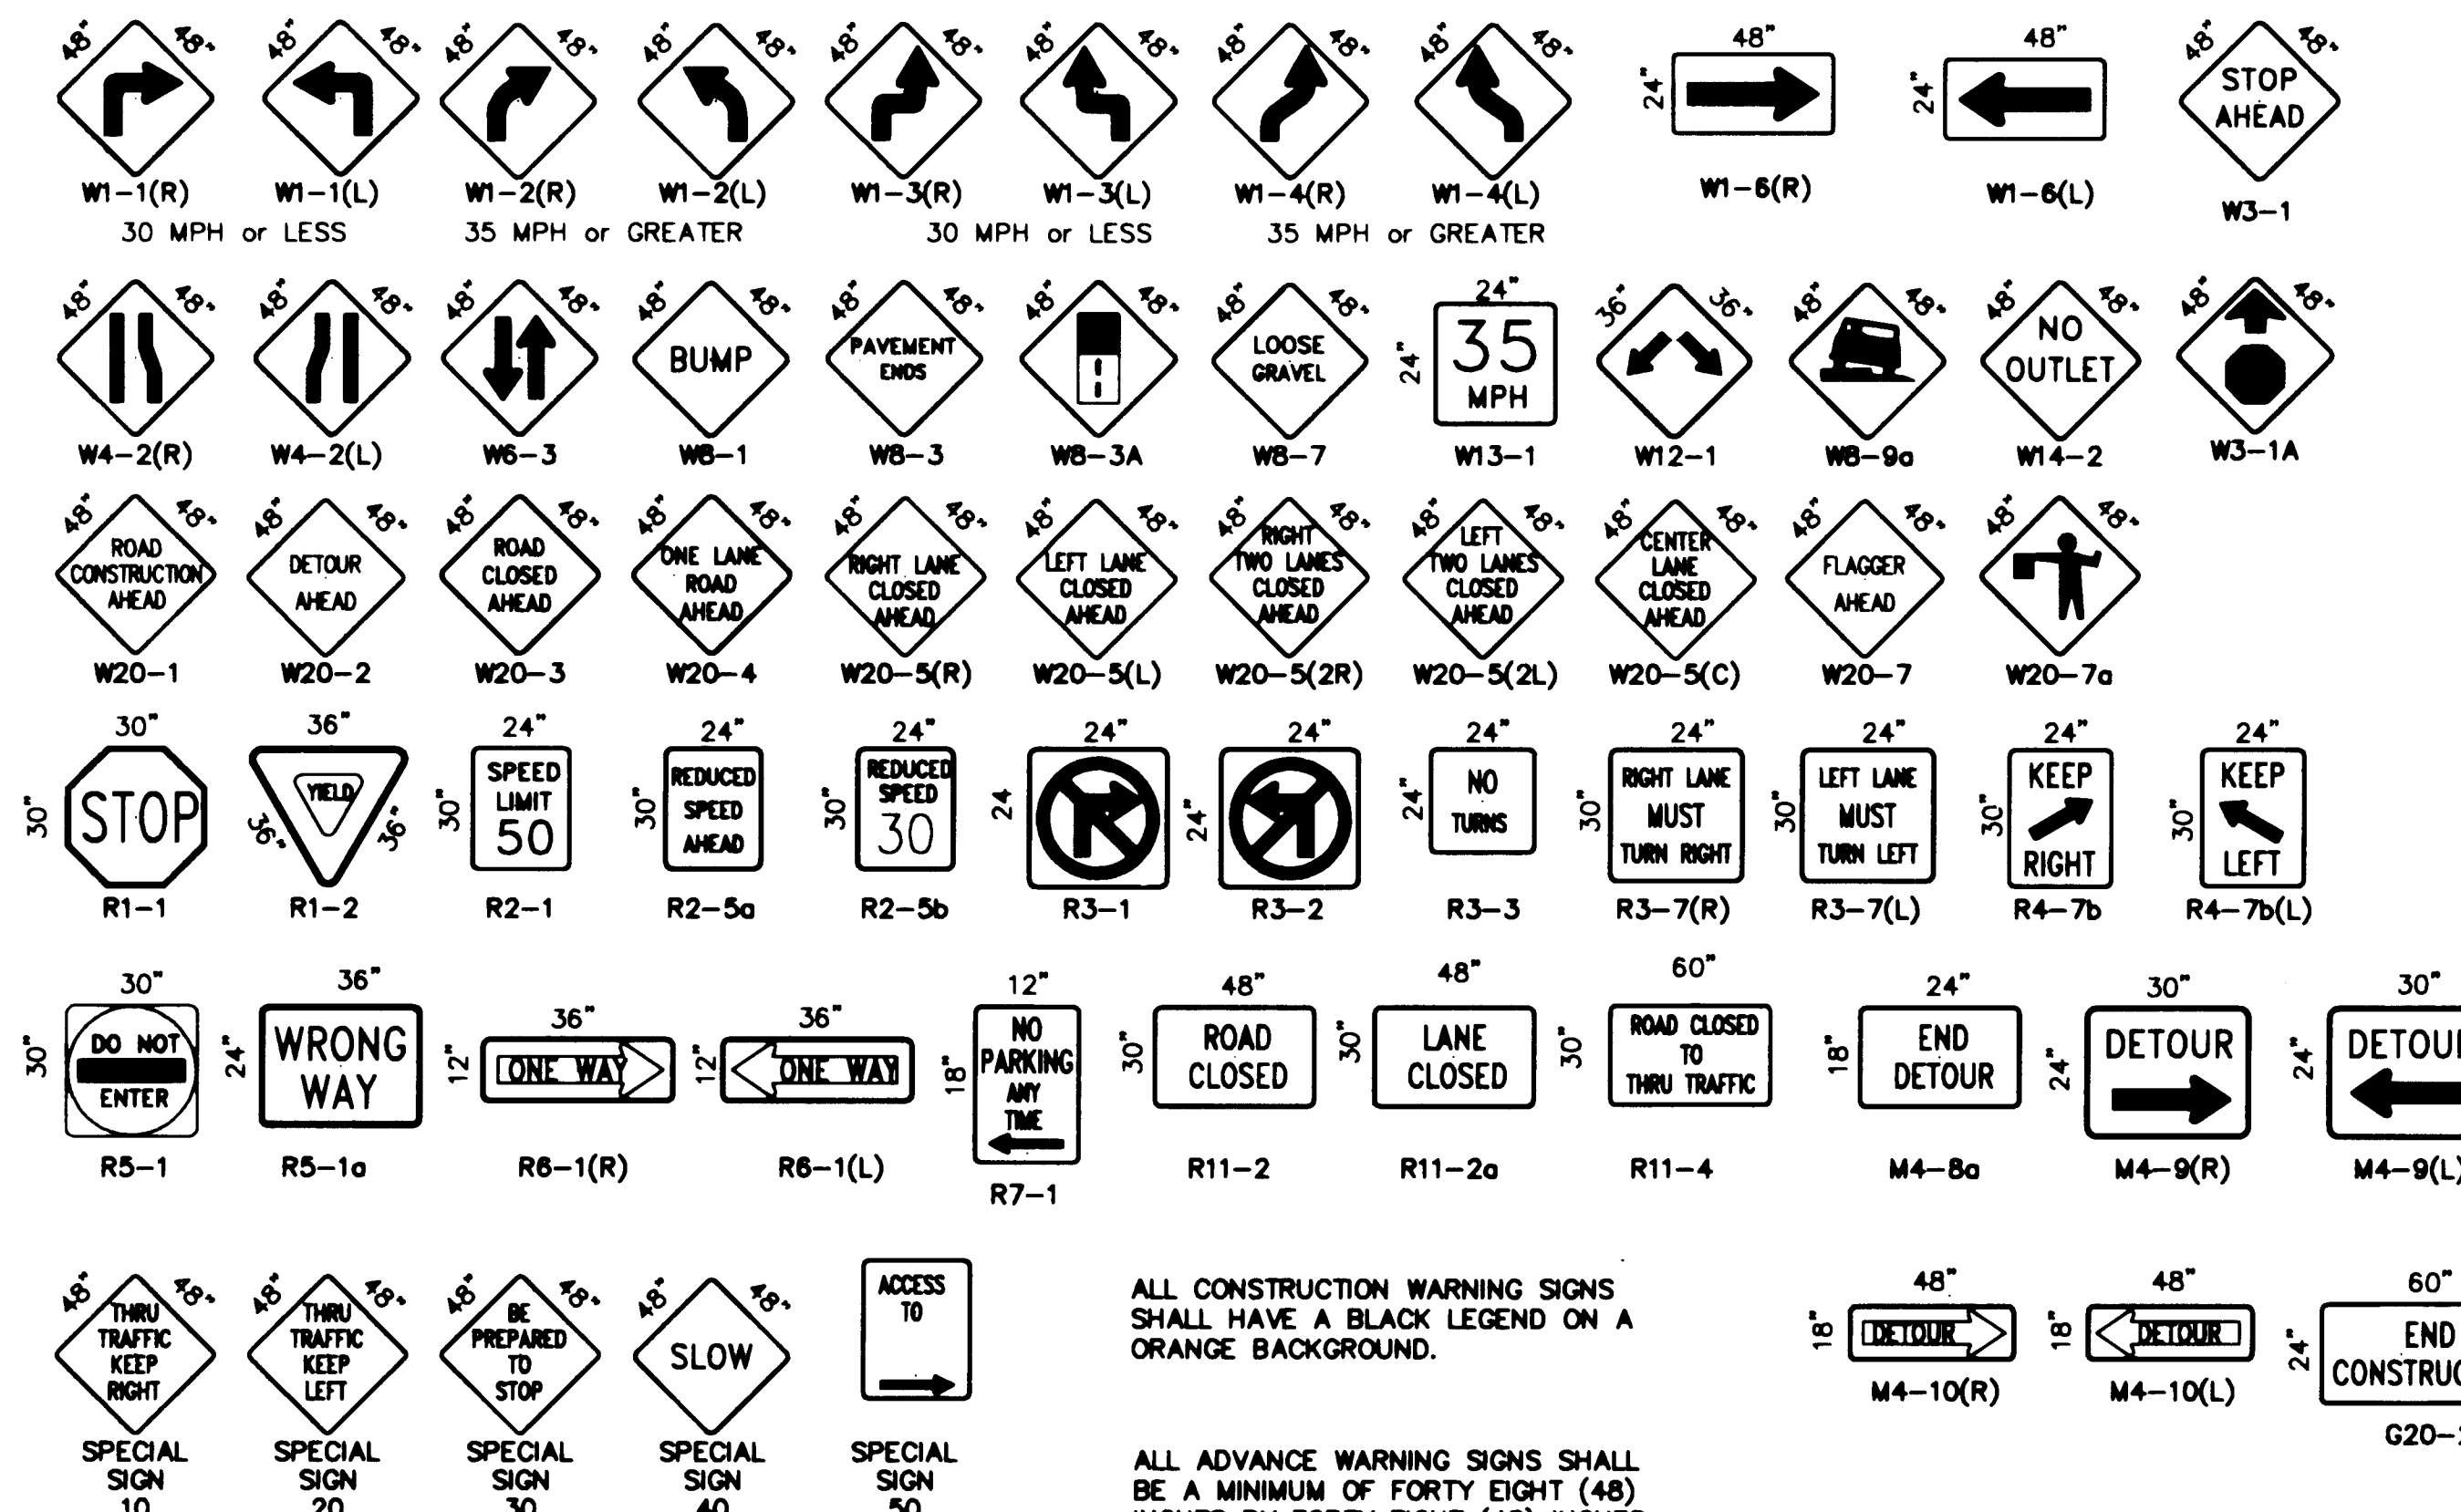 48" 48" 48" 48" 48" 48" 48" 48" 48" 48" 48" 48" 48" 48" 48" 48" 48" 48" 48" 48"
24" 24"
STOP
AHEAD
W1-1(R) W1-1(L) W1-2(R) W1-2(L) W1-3(R) W1-3(L) W1-4(R) W1-4(L) W1-6(R) W1-6(L) W3-1
30 MPH or LESS 35 MPH or GREATER 30 MPH or LESS 35 MPH or GREATER
48" 48" 48" 48" 48" 48" 48" 48" 48" 48" 48" 48" 48" 48" 24" 36" 36" 48" 48" 48" 48" 48" 48"
24"
BUMP
PAVEMENT
ENDS
LOOSE
GRAVEL
35
MPH
NO
OUTLET
W4-2(R) W4-2(L) W6-3 W8-1 W8-3 W8-3A W8-7 W13-1 W12-1 W8-9a W14-2 W3-1A
48" 48" 48" 48" 48" 48" 48" 48" 48" 48" 48" 48" 48" 48" 48" 48" 48" 48" 48" 48" 48" 48"
ROAD
CONSTRUCTION
AHEAD
DETOUR
AHEAD
ROAD
CLOSED
AHEAD
ONE LANE
ROAD
AHEAD
RIGHT LANE
CLOSED
AHEAD
LEFT LANE
CLOSED
AHEAD
RIGHT
TWO LANES
CLOSED
AHEAD
LEFT
TWO LANES
CLOSED
AHEAD
CENTER
LANE
CLOSED
AHEAD
FLAGGER
AHEAD
W20-1 W20-2 W20-3 W20-4 W20-5(R) W20-5(L) W20-5(2R) W20-5(2L) W20-5(C) W20-7 W20-7a
30" 36" 24" 24" 24" 24" 24" 24" 24" 24" 24" 24"
30"
STOP
YIELD
36" 36"
30"
SPEED
LIMIT
50
30"
REDUCED
SPEED
AHEAD
30"
REDUCED
SPEED
30
24
24"
24"
NO
TURNS
30"
RIGHT LANE
MUST
TURN RIGHT
30"
LEFT LANE
MUST
TURN LEFT
30"
KEEP
RIGHT
30"
KEEP
LEFT
R1-1 R1-2 R2-1 R2-5a R2-5b R3-1 R3-2 R3-3 R3-7(R) R3-7(L) R4-7b R4-7b(L)
30" 36" 36" 36" 12" 48" 48" 60" 24" 30" 30"
30"
DO NOT
ENTER
24"
WRONG
WAY
12"
ONE WAY
12"
ONE WAY
18"
NO
PARKING
ANY
TIME
30"
ROAD
CLOSED
30"
LANE
CLOSED
30"
ROAD CLOSED
TO
THRU TRAFFIC
18"
END
DETOUR
24"
DETOUR
24"
DETOU
R5-1 R5-1a R6-1(R) R6-1(L) R7-1 R11-2 R11-2a R11-4 M4-8a M4-9(R) M4-9(L)
48" 48" 48" 48" 48" 48" 48" 48"
THRU
TRAFFIC
KEEP
RIGHT
THRU
TRAFFIC
KEEP
LEFT
BE
PREPARED
TO
STOP
SLOW
ACCESS
TO
SPECIAL
SIGN
10
SPECIAL
SIGN
20
SPECIAL
SIGN
30
SPECIAL
SIGN
40
SPECIAL
SIGN
50
ALL CONSTRUCTION WARNING SIGNS
SHALL HAVE A BLACK LEGEND ON A
ORANGE BACKGROUND.
ALL ADVANCE WARNING SIGNS SHALL
BE A MINIMUM OF FORTY EIGHT (48)
48" 48" 60"
18"
DETOUR
18"
DETOUR
24"
END
CONSTRUC
M4-10(R) M4-10(L) G20-